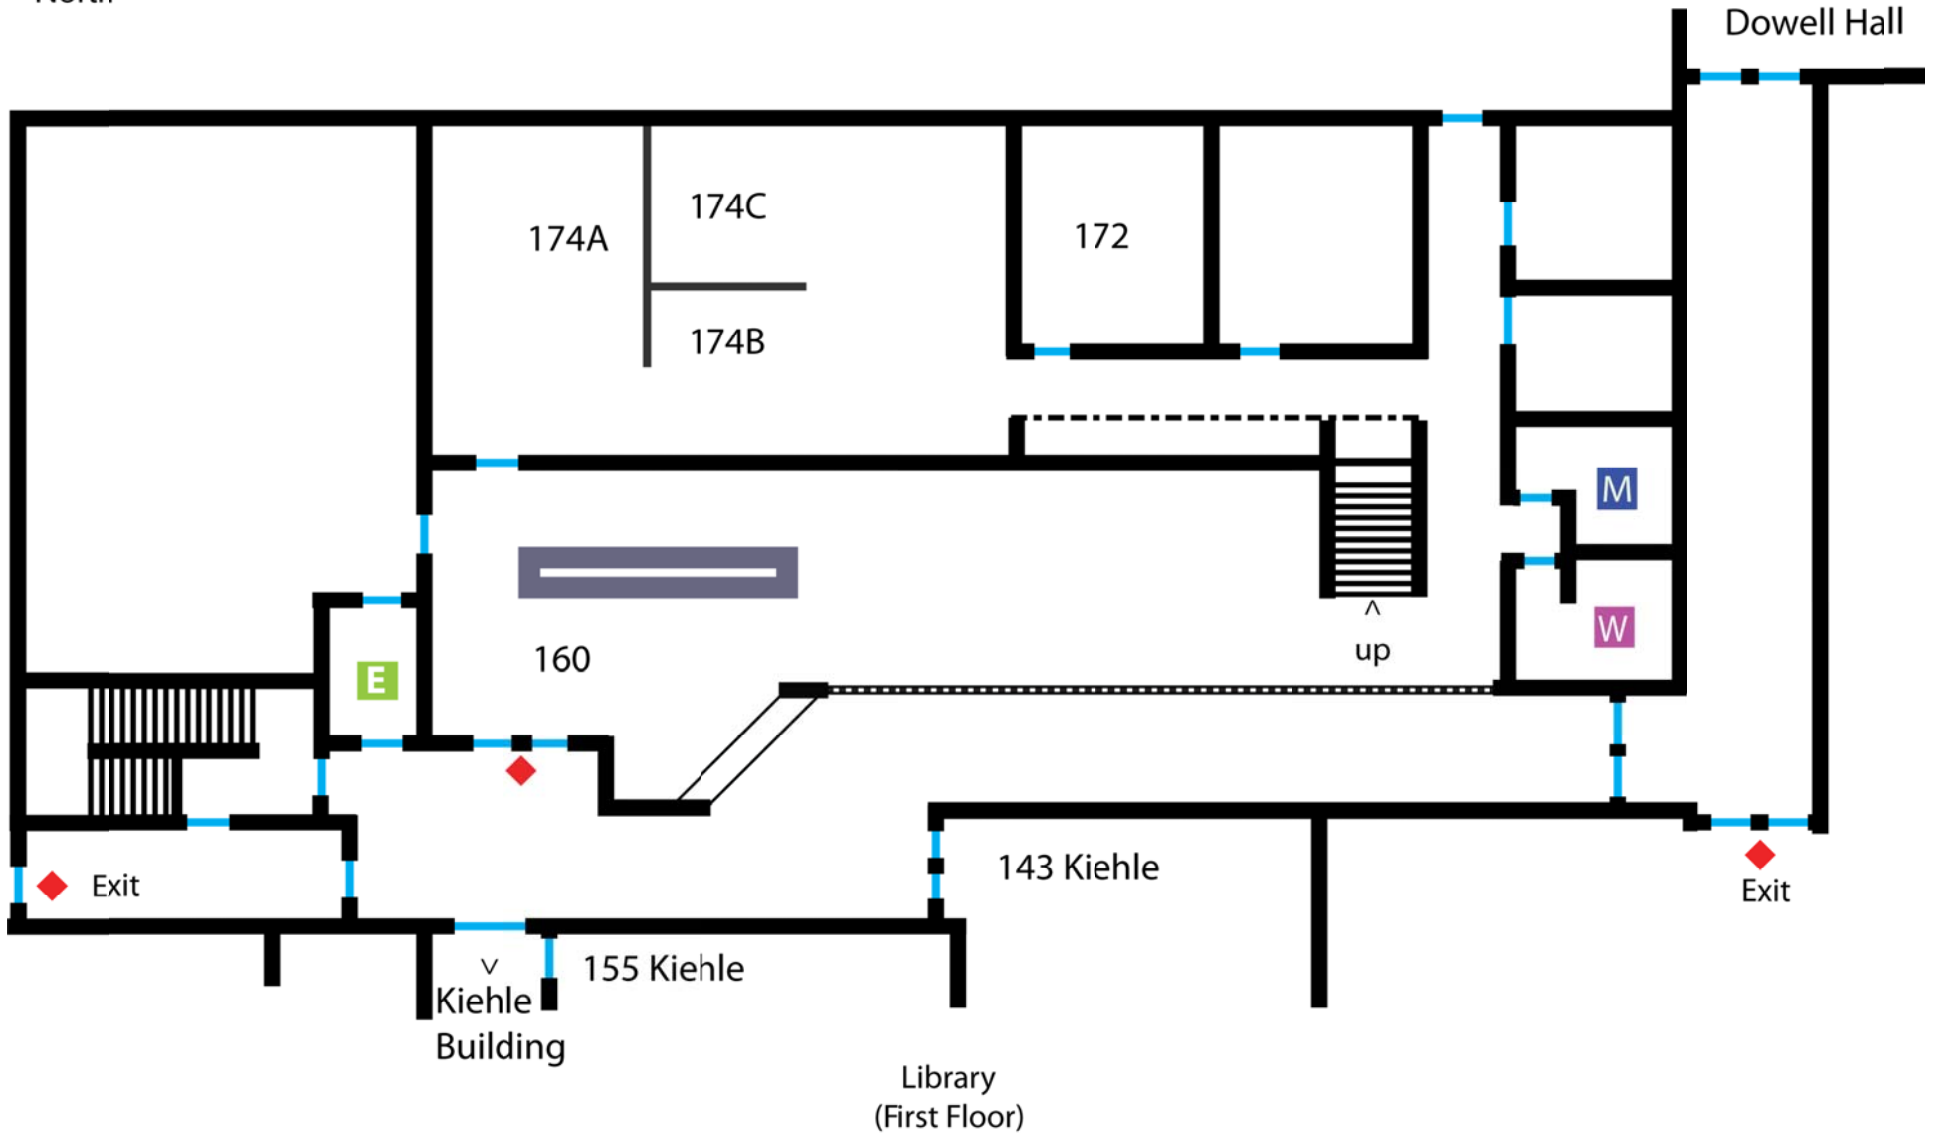 North
Dowell Hall
174A
174C
172
174B
M
W
160
^
up
E
143 Kiehle
Exit
Exit
155 Kiehle
Kiehle
Building
Library
(First Floor)